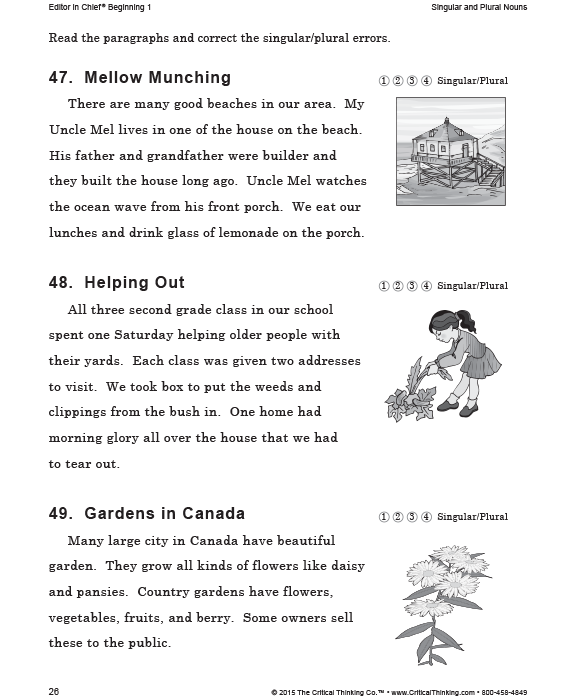 Editor in Chief® Beginning 1
Singular and Plural Nouns
Read the paragraphs and correct the singular/plural errors.
47. Mellow Munching
① ② ③ ④ Singular/Plural
There are many good beaches in our area. My
Uncle Mel lives in one of the house on the beach.
His father and grandfather were builder and
they built the house long ago. Uncle Mel watches
the ocean wave from his front porch. We eat our
lunches and drink glass of lemonade on the porch.
48. Helping Out
① ② ③ ④ Singular/Plural
All three second grade class in our school
spent one Saturday helping older people with
their yards. Each class was given two addresses
to visit. We took box to put the weeds and
clippings from the bush in. One home had
morning glory all over the house that we had
to tear out.
49. Gardens in Canada
① ② ③ ④ Singular/Plural
Many large city in Canada have beautiful
garden. They grow all kinds of flowers like daisy
and pansies. Country gardens have flowers,
vegetables, fruits, and berry. Some owners sell
these to the public.
26
© 2015 The Critical Thinking Co.™ • www.CriticalThinking.com • 800-458-4849